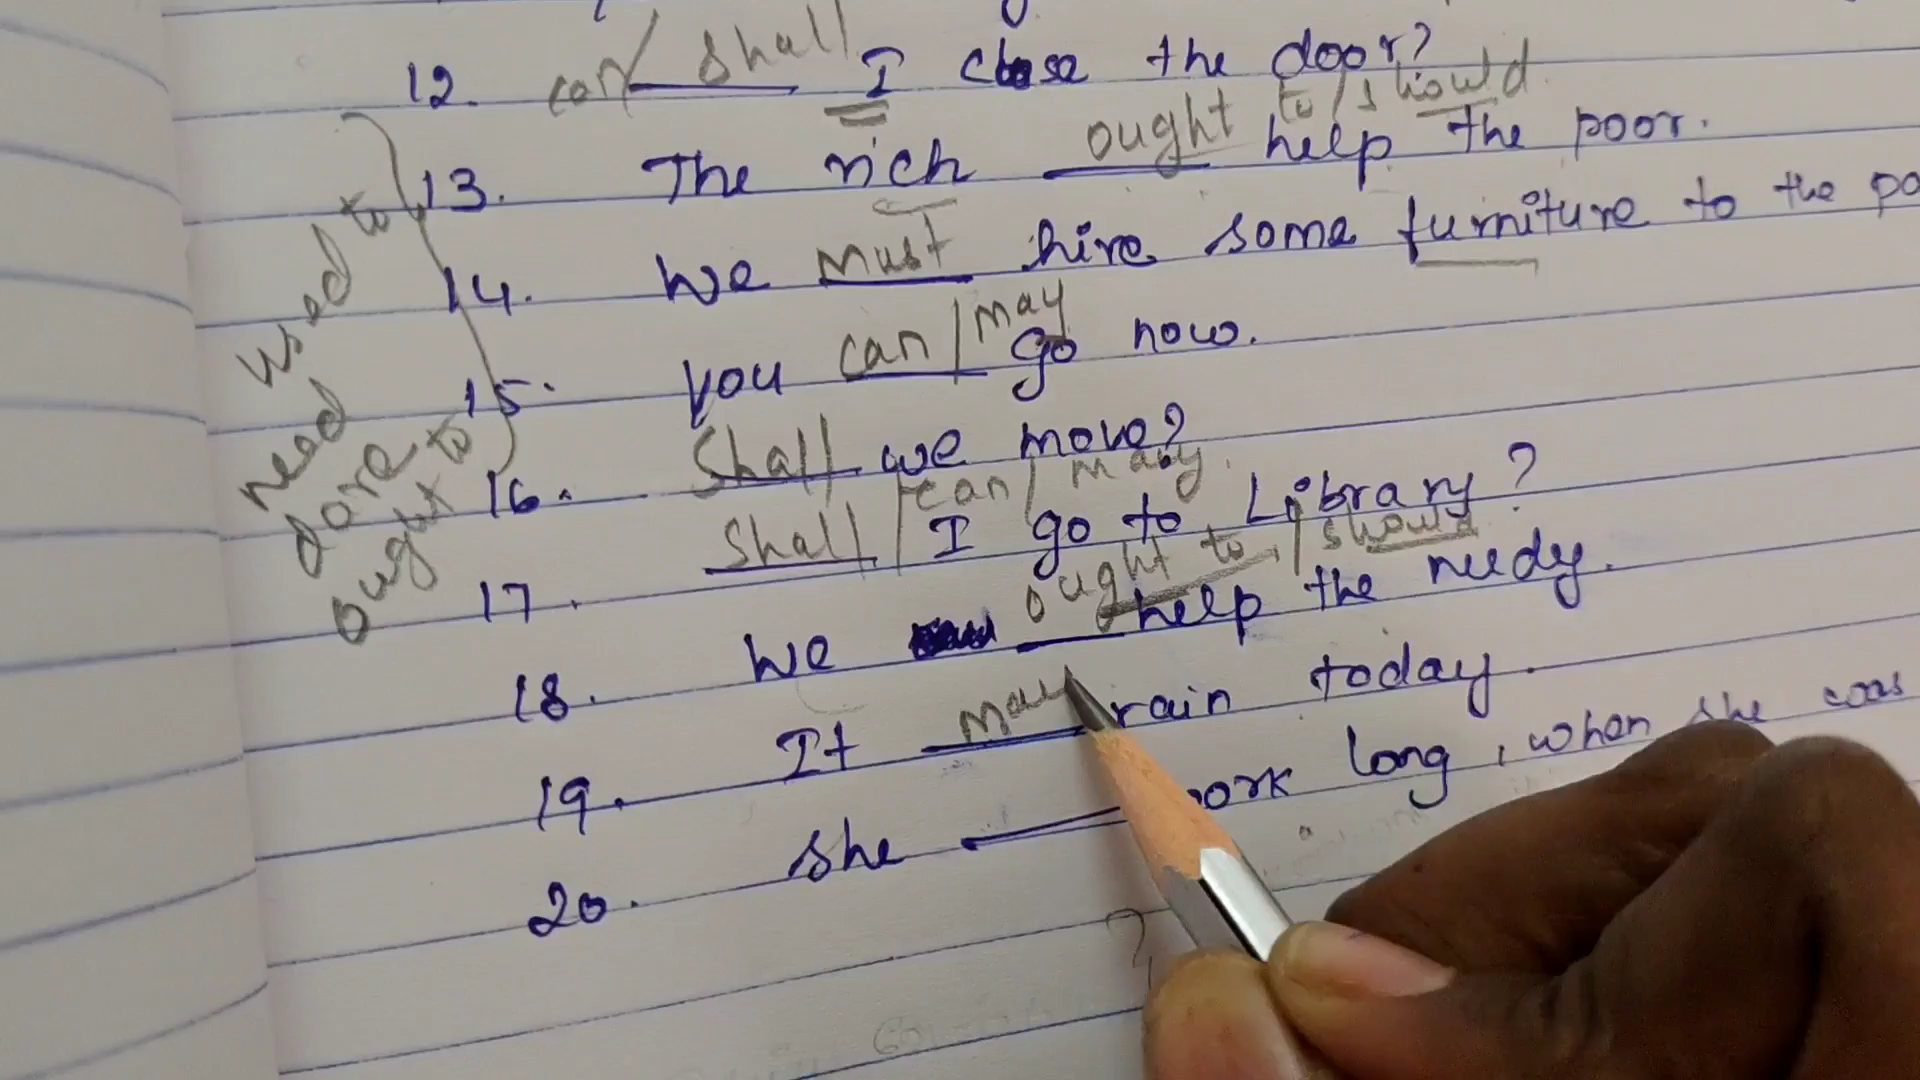 12. can/ shall I close the door?
13. The rich ought to/should help the poor.
14. We must hire some furniture to the
15. You can/may go now.
16. Shall we move?
17. Shall/can/may I go to Library?
18. We ought to/should help the needy.
19. It may rain today.
20. She work long, when she was
used to
need
dare
ought to